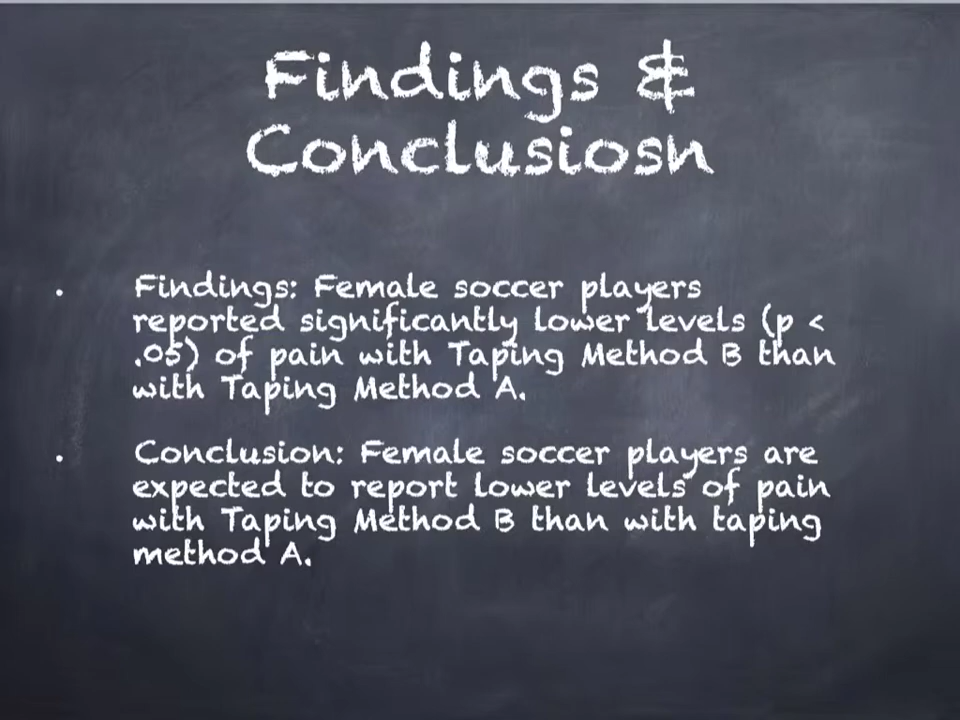 Findings &
Conclusiosn
. Findings: Female soccer players
reported significantly lower levels (p <
.05) of pain with Taping Method B than
with Taping Method A.
. Conclusion: Female soccer players are
expected to report lower levels of pain
with Taping Method B than with taping
method A.